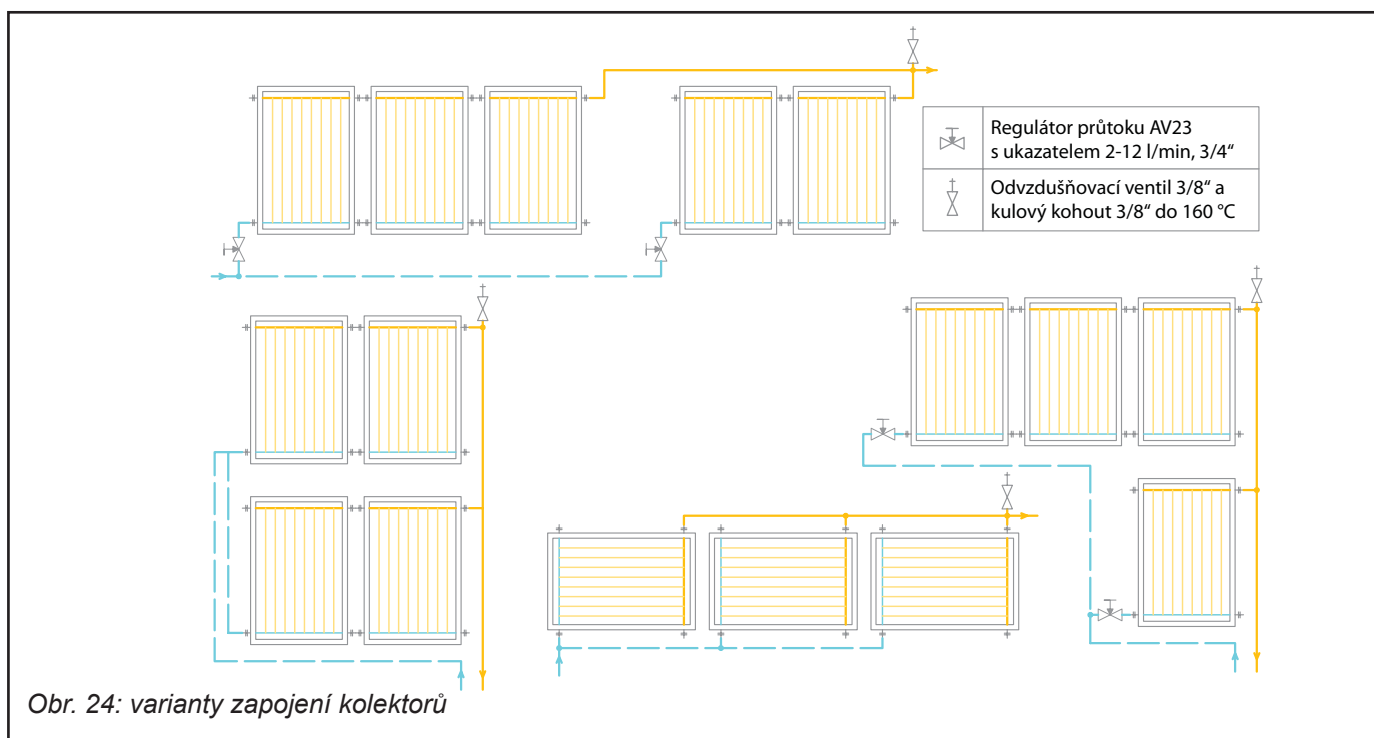 Regulátor průtoku AV23
s ukazatelem 2-12 l/min, 3/4“
Odvzdušňovací ventil 3/8“ a
kulový kohout 3/8“ do 160 °C
Obr. 24: varianty zapojení kolektorů